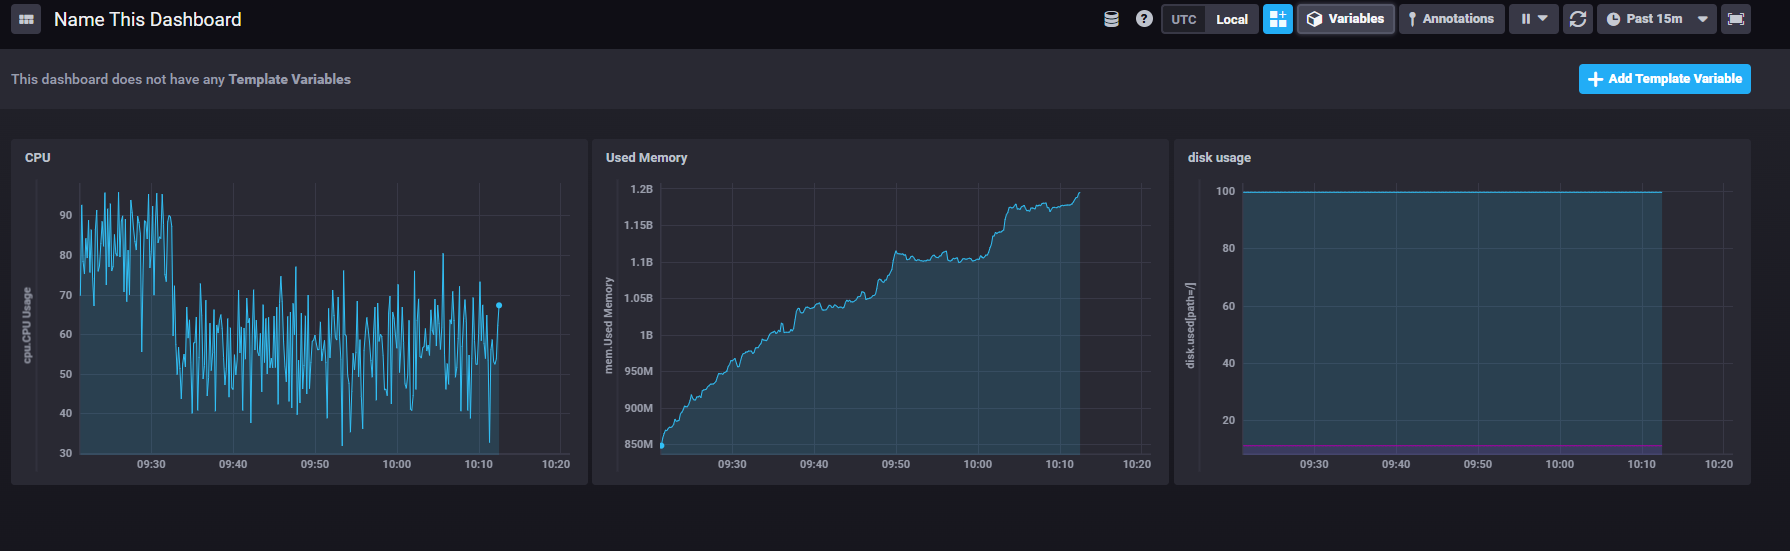 Name This Dashboard
? UTC Local Variables Annotations Past 15m
This dashboard does not have any Template Variables
Add Template Variable
CPU
cpu.CPU Usage
90
80
70
60
50
40
30
09:30 09:40 09:50 10:00 10:10 10:20
Used Memory
mem.Used Memory
1.2B
1.15B
1.1B
1.05B
1B
950M
900M
850M
09:30 09:40 09:50 10:00 10:10 10:20
disk usage
disk.used[path=/]
100
80
60
40
20
09:30 09:40 09:50 10:00 10:10 10:20